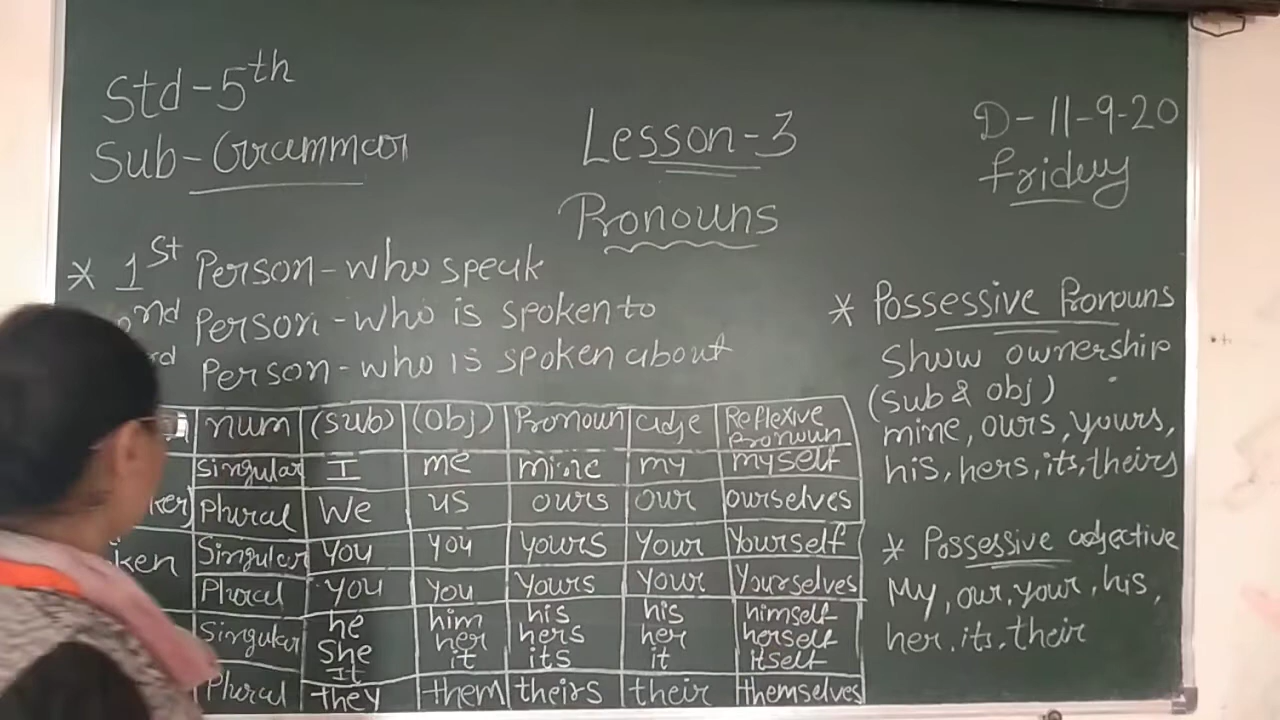 Std-5th
Sub-Grammar
Lesson-3
Pronouns
D-11-9-20
Friday
* 1st Person-who speak
nd Person-who is spoken to
rd Person-who is spoken about
num (sub) (obj) Pronoun adje Reflexive pronoun
singular I me mine my myself
ker) Plural We us ours our ourselves
ken Singular you you yours your yourself
Plural you you yours your yourselves
Singular he him his his himself
she her hers her herself
It it its it itself
Plural they them theirs their themselves
* Possessive Pronouns
show ownership
(sub & obj)
mine, ours, yours,
his, hers, its, theirs
* Possessive adjective
My, our, your, his,
her, its, their